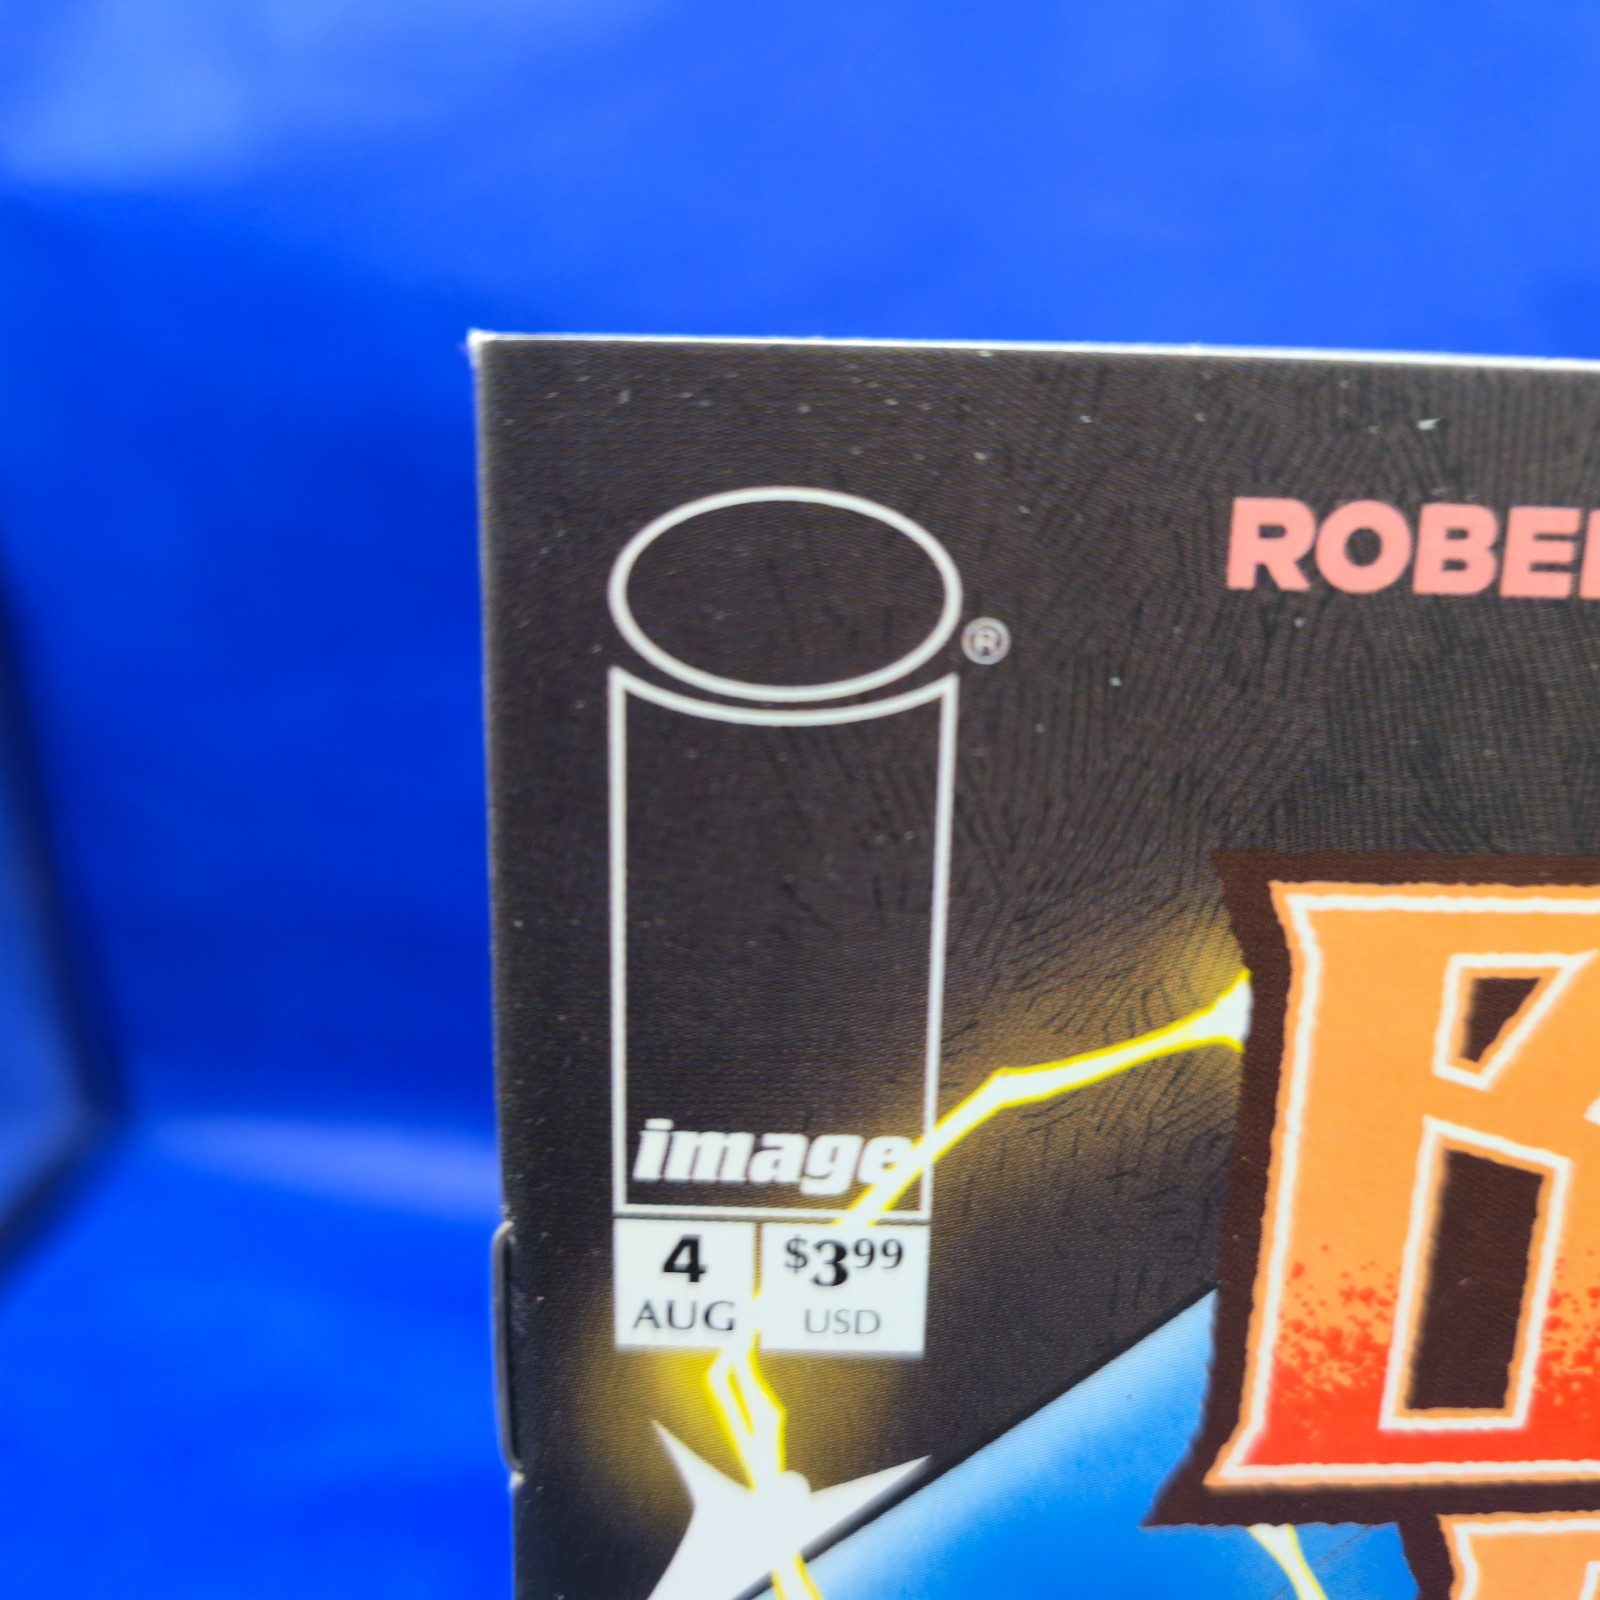 ROBE
®
image
4 $3.99
AUG USD